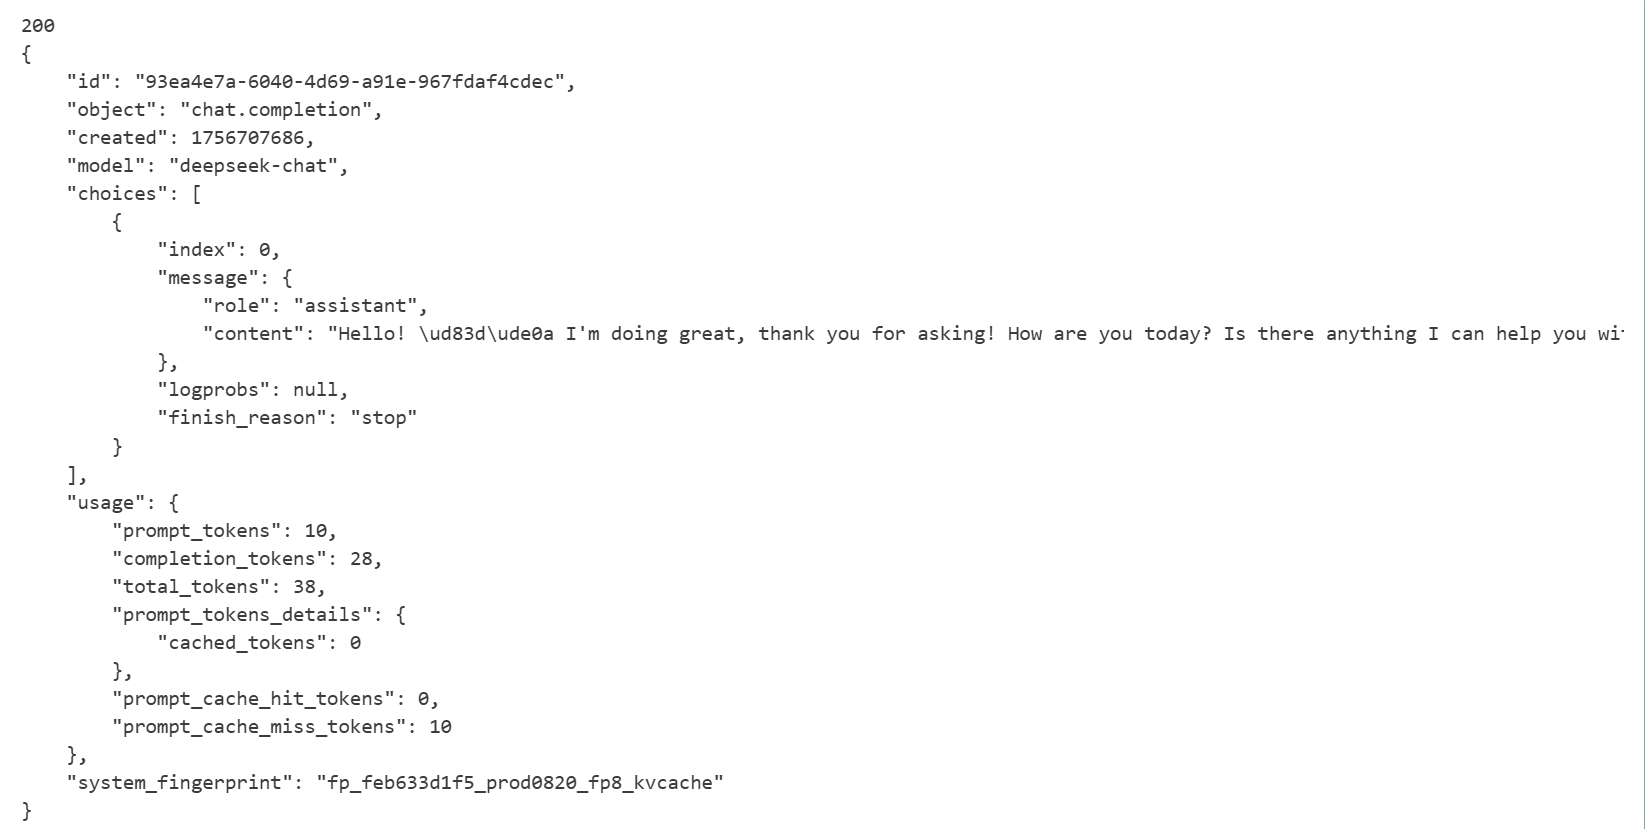 200
{
    "id": "93ea4e7a-6040-4d69-a91e-967fdaf4cdec",
    "object": "chat.completion",
    "created": 1756707686,
    "model": "deepseek-chat",
    "choices": [
        {
            "index": 0,
            "message": {
                "role": "assistant",
                "content": "Hello! \ud83d\ude0a I'm doing great, thank you for asking! How are you today? Is there anything I can help you
            },
            "logprobs": null,
            "finish_reason": "stop"
        }
    ],
    "usage": {
        "prompt_tokens": 10,
        "completion_tokens": 28,
        "total_tokens": 38,
        "prompt_tokens_details": {
            "cached_tokens": 0
        },
        "prompt_cache_hit_tokens": 0,
        "prompt_cache_miss_tokens": 10
    },
    "system_fingerprint": "fp_feb633d1f5_prod0820_fp8_kvcache"
}